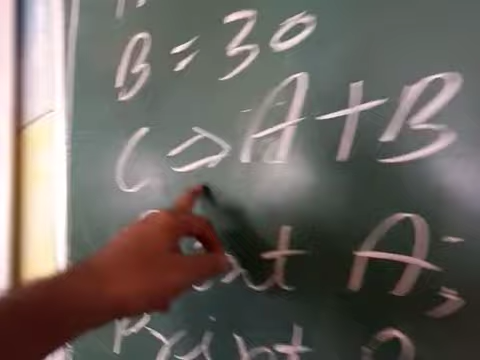 B = 30
C = A + B
A;
Print